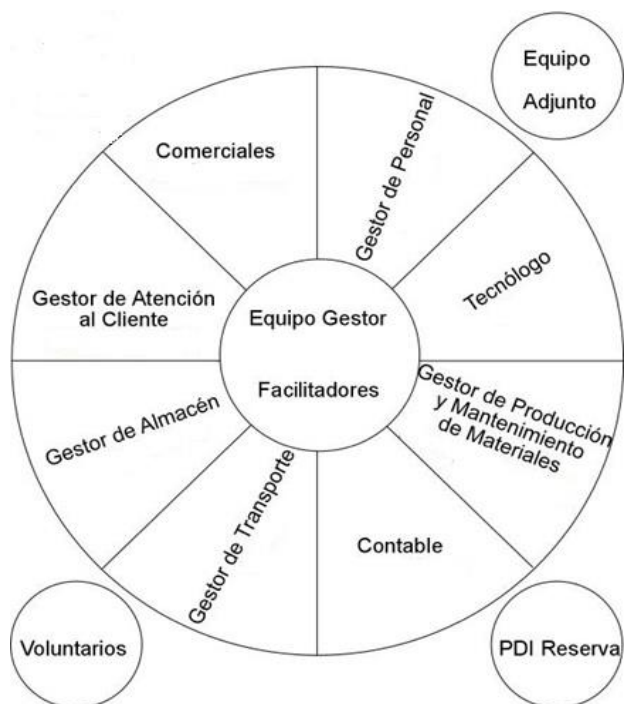 Equipo
Adjunto
Comerciales
Gestor de Personal
Tecnólogo
Gestor de Atención
al Cliente
Equipo Gestor
Facilitadores
Gestor de Producción
y Mantenimiento
de Materiales
Gestor de Almacén
Gestor de Transporte
Contable
Voluntarios
PDI Reserva